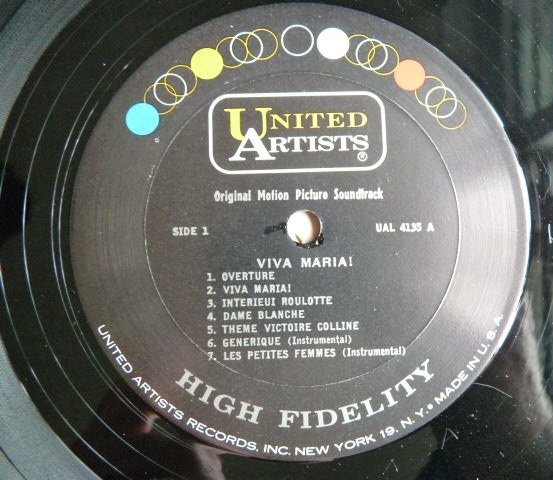 UNITED
ARTISTS®
Original Motion Picture Soundtrack
SIDE 1
UAL 4135 A
VIVA MARIA!
1. OVERTURE
2. VIVA MARIA!
3. INTERIEUI ROULOTTE
4. DAME BLANCHE
5. THEME VICTOIRE COLLINE
6. GENERIQUE (Instrumental)
7. LES PETITES FEMMES (Instrumental)
HIGH FIDELITY
UNITED ARTISTS RECORDS, INC. NEW YORK 19, N.Y. • MADE IN U.S.A.